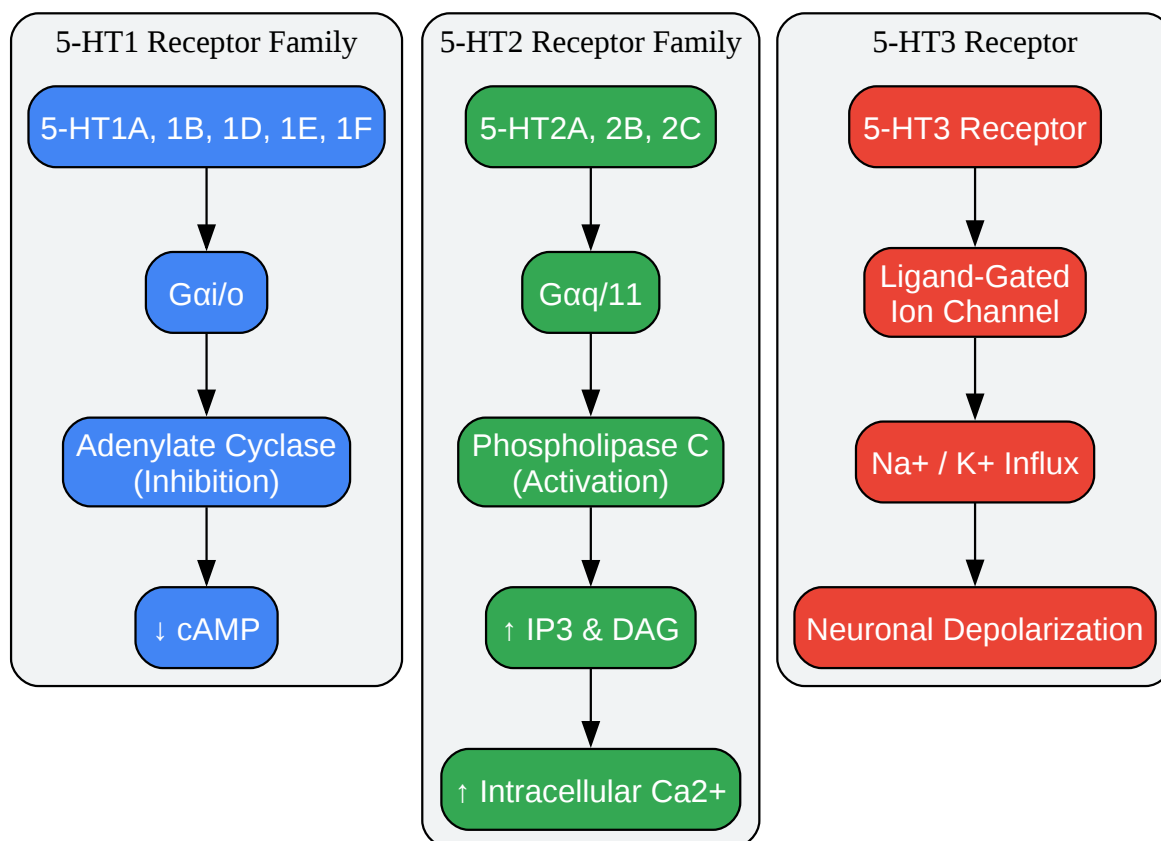 5-HT1 Receptor Family
5-HT1A, 1B, 1D, 1E, 1F
Gαi/o
Adenylate Cyclase
(Inhibition)
↓ cAMP
5-HT2 Receptor Family
5-HT2A, 2B, 2C
Gαq/11
Phospholipase C
(Activation)
↑ IP3 & DAG
↑ Intracellular Ca2+
5-HT3 Receptor
5-HT3 Receptor
Ligand-Gated
Ion Channel
Na+ / K+ Influx
Neuronal Depolarization